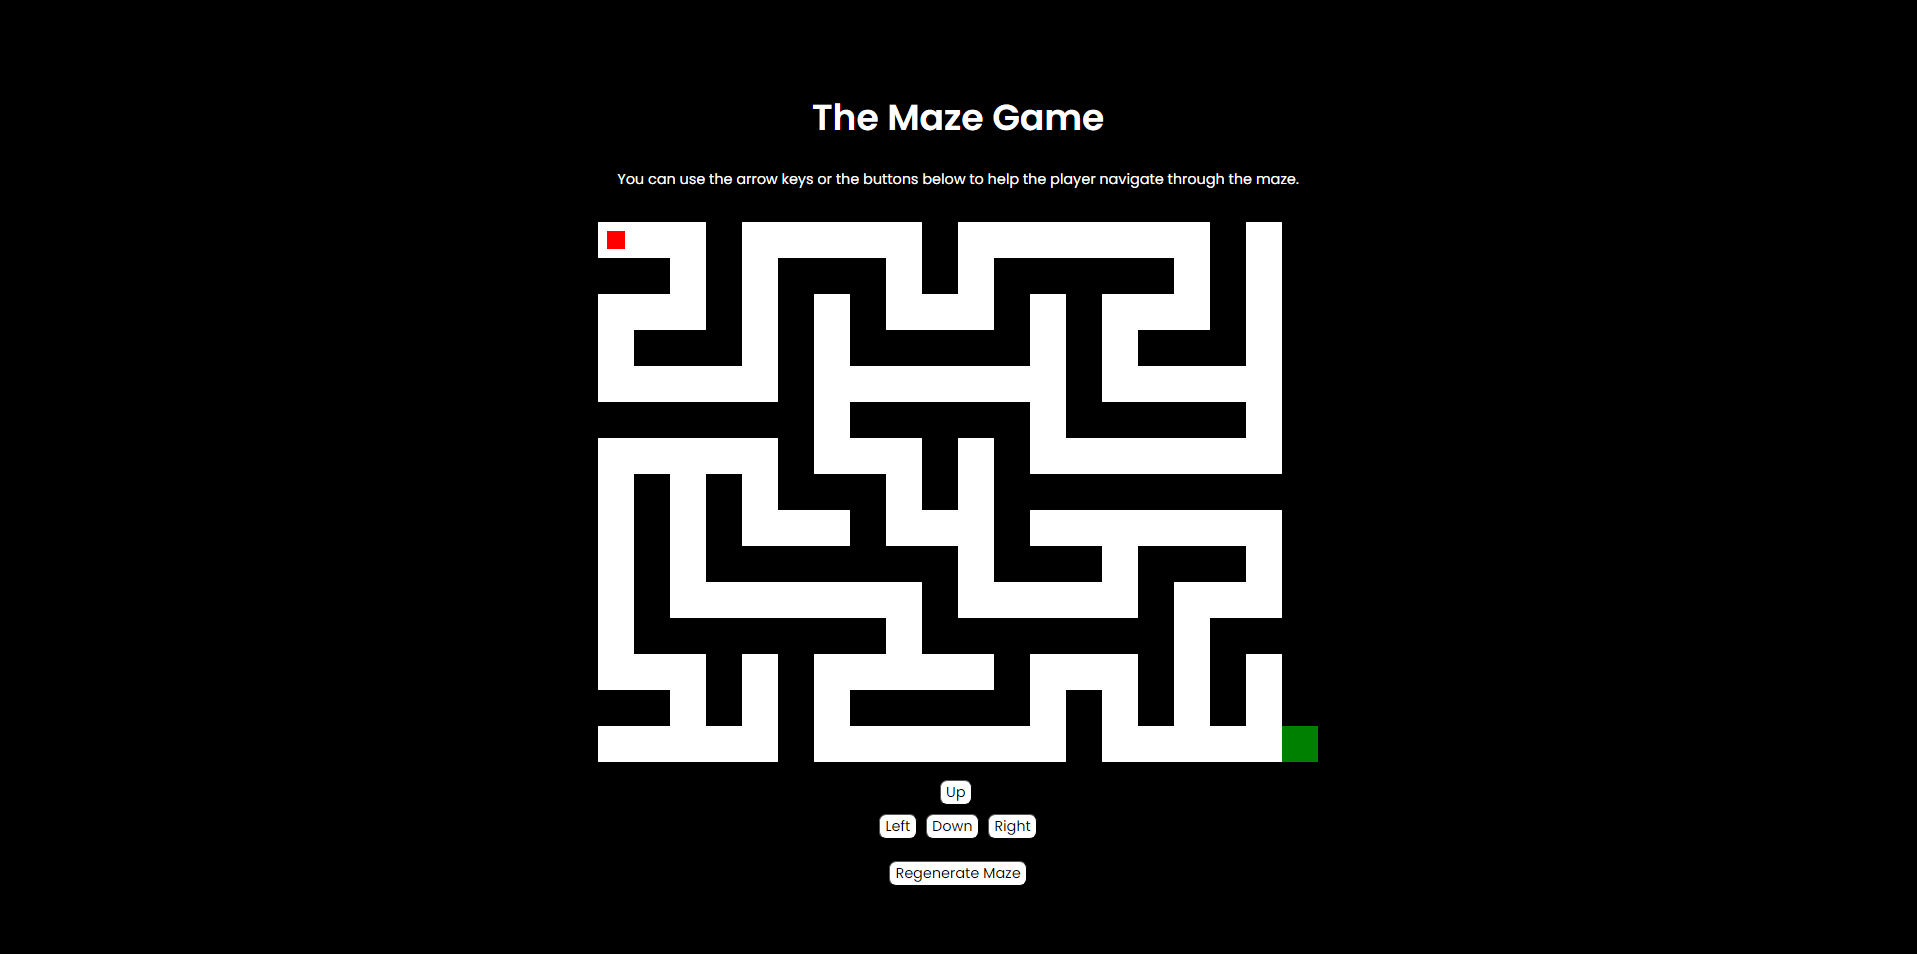 The Maze Game
You can use the arrow keys or the buttons below to help the player navigate through the maze.
Up
Left Down Right
Regenerate Maze